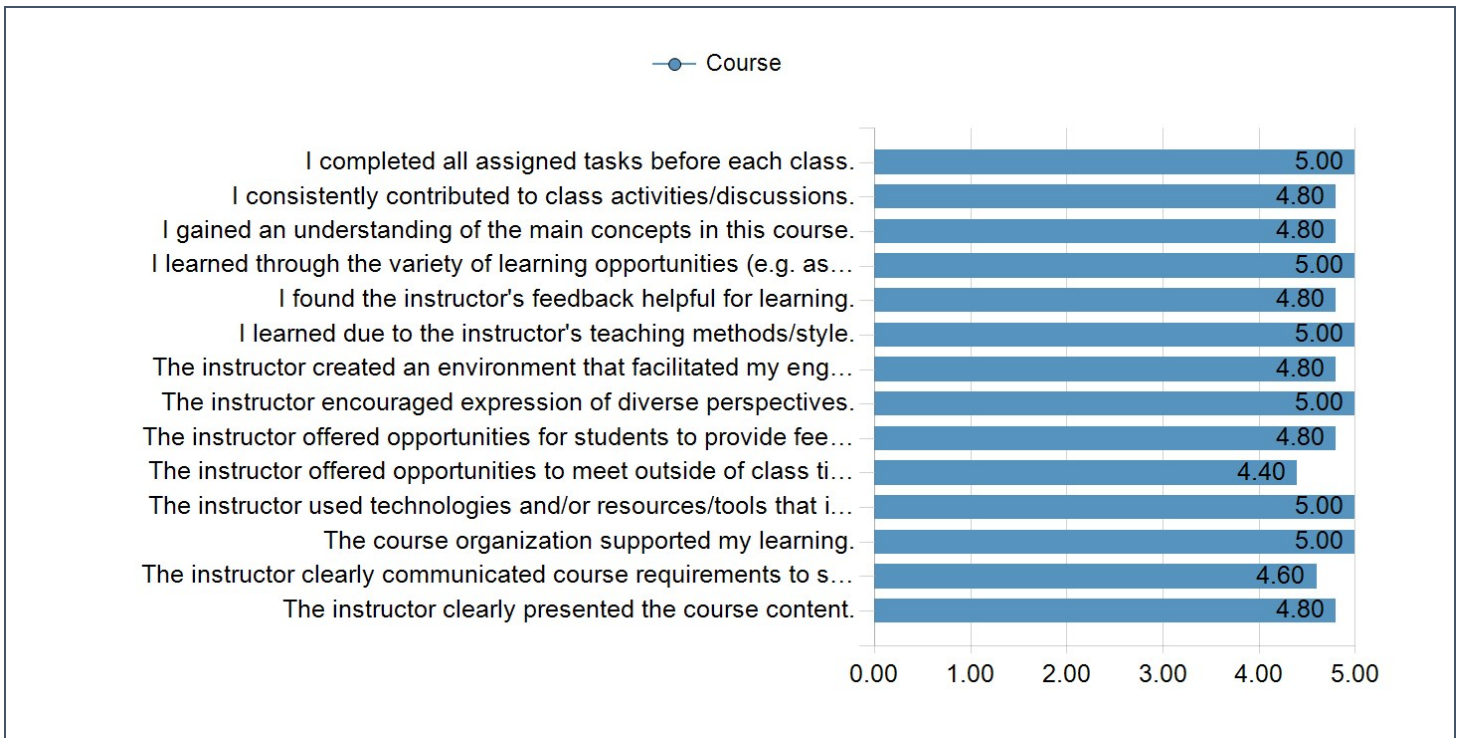 Course
I completed all assigned tasks before each class.
5.00
I consistently contributed to class activities/discussions.
4.80
I gained an understanding of the main concepts in this course.
4.80
I learned through the variety of learning opportunities (e.g. as…
5.00
I found the instructor's feedback helpful for learning.
4.80
I learned due to the instructor's teaching methods/style.
5.00
The instructor created an environment that facilitated my eng…
4.80
The instructor encouraged expression of diverse perspectives.
5.00
The instructor offered opportunities for students to provide fee…
4.80
The instructor offered opportunities to meet outside of class ti…
4.40
The instructor used technologies and/or resources/tools that i…
5.00
The course organization supported my learning.
5.00
The instructor clearly communicated course requirements to s…
4.60
The instructor clearly presented the course content.
4.80
0.00 1.00 2.00 3.00 4.00 5.00